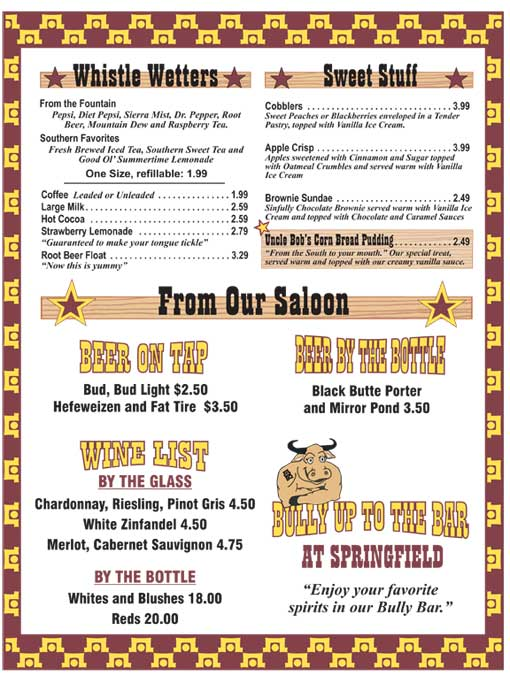 Whistle Wetters
From the Fountain
Pepsi, Diet Pepsi, Sierra Mist, Dr. Pepper, Root
Beer, Mountain Dew and Raspberry Tea.
Southern Favorites
Fresh Brewed Iced Tea, Southern Sweet Tea and
Good Ol' Summertime Lemonade
One Size, refillable: 1.99
Coffee Leaded or Unleaded . . . . . . . . . . . . . . . 1.99
Large Milk . . . . . . . . . . . . . . . . . . . . . . . . . . . . 2.59
Hot Cocoa . . . . . . . . . . . . . . . . . . . . . . . . . . . . 2.59
Strawberry Lemonade . . . . . . . . . . . . . . . . . . 2.79
"Guaranteed to make your tongue tickle"
Root Beer Float . . . . . . . . . . . . . . . . . . . . . . . . 3.29
"Now this is yummy"
Sweet Stuff
Cobblers . . . . . . . . . . . . . . . . . . . . . . . . . . . . 3.99
Sweet Peaches or Blackberries enveloped in a Tender
Pastry, topped with Vanilla Ice Cream.
Apple Crisp . . . . . . . . . . . . . . . . . . . . . . . . . . 3.99
Apples sweetened with Cinnamon and Sugar topped
with Oatmeal Crumbles and served warm with Vanilla
Ice Cream
Brownie Sundae . . . . . . . . . . . . . . . . . . . . . . 2.49
Sinfully Chocolate Brownie served warm with Vanilla Ice
Cream and topped with Chocolate and Caramel Sauces
Uncle Bob's Corn Bread Pudding . . . . . . . . . . . 2.49
"From the South to your mouth." Our special treat,
served warm and topped with our creamy vanilla sauce.
From Our Saloon
BEER ON TAP
Bud, Bud Light $2.50
Hefeweizen and Fat Tire $3.50
BEER BY THE BOTTLE
Black Butte Porter
and Mirror Pond 3.50
WINE LIST
BY THE GLASS
Chardonnay, Riesling, Pinot Gris 4.50
White Zinfandel 4.50
Merlot, Cabernet Sauvignon 4.75
BY THE BOTTLE
Whites and Blushes 18.00
Reds 20.00
BULLY UP TO THE BAR
AT SPRINGFIELD
"Enjoy your favorite
spirits in our Bully Bar."